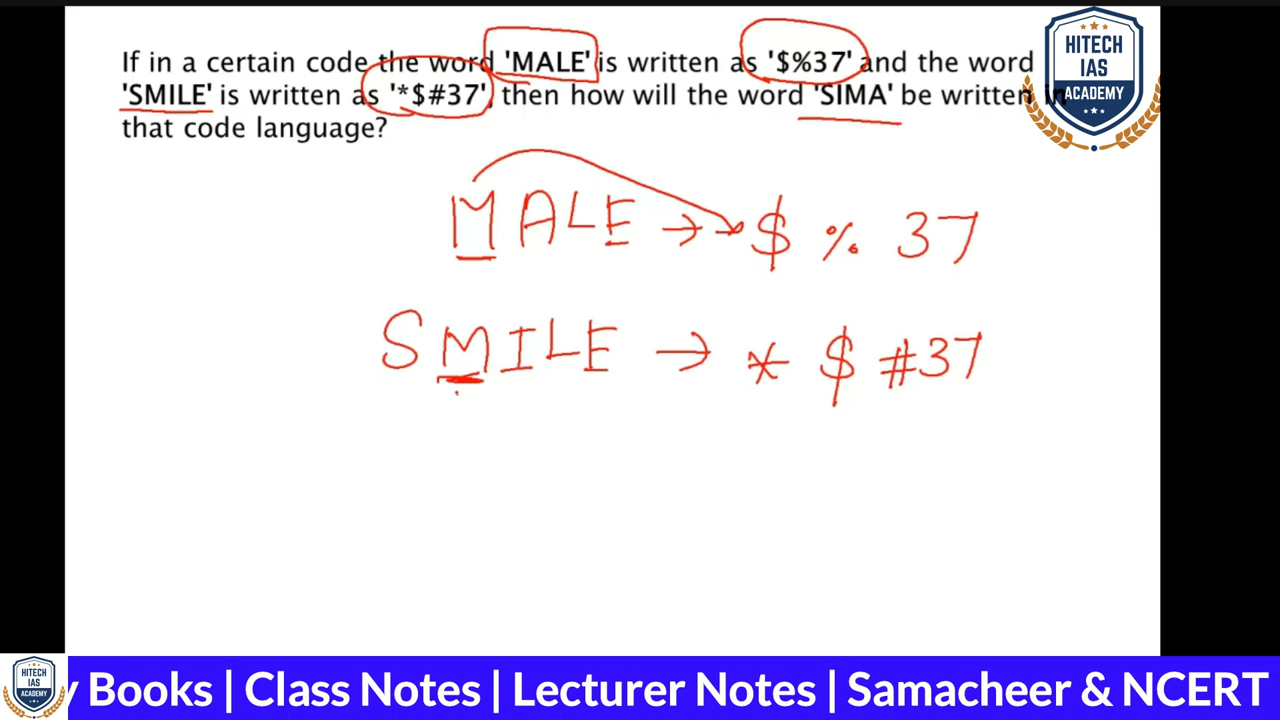 If in a certain code the word 'MALE' is written as '$%37' and the word
'SMILE' is written as '*$#37', then how will the word 'SIMA' be written in
that code language?
HITECH
IAS
ACADEMY
MALE → $ % 37
SMILE → * $ #37
HITECH
IAS
ACADEMY
y Books | Class Notes | Lecturer Notes | Samacheer & NCERT